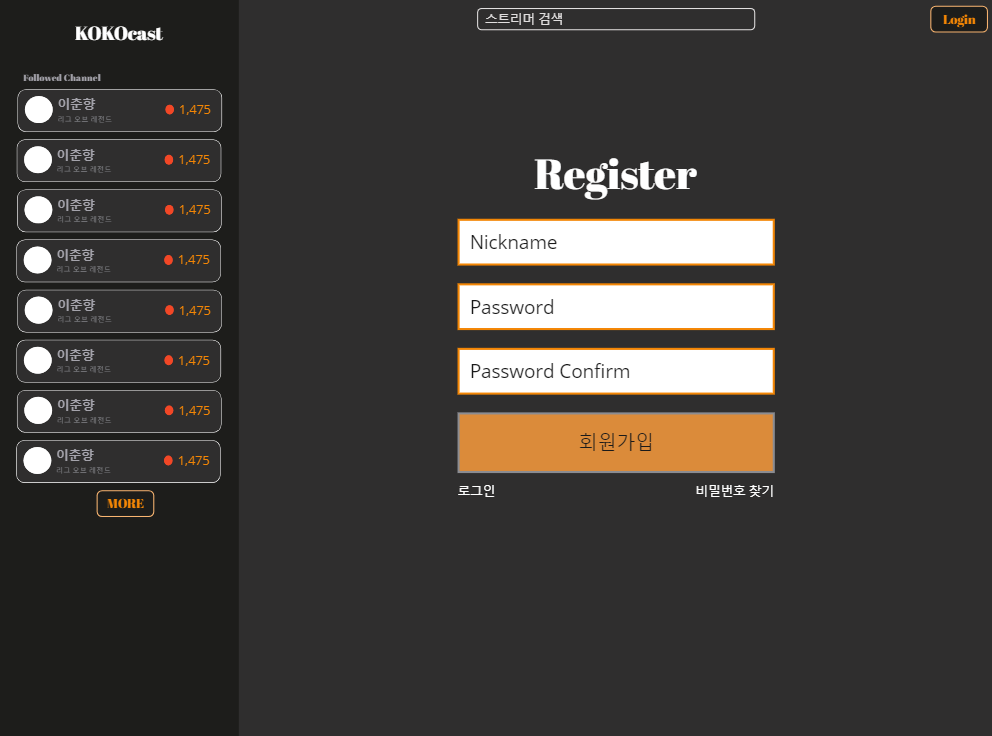 KOKOcast
스트리머 검색
Login
Followed Channel
이춘향
리그 오브 레전드
1,475
이춘향
리그 오브 레전드
1,475
이춘향
리그 오브 레전드
1,475
이춘향
리그 오브 레전드
1,475
이춘향
리그 오브 레전드
1,475
이춘향
리그 오브 레전드
1,475
이춘향
리그 오브 레전드
1,475
이춘향
리그 오브 레전드
1,475
MORE
Register
Nickname
Password
Password Confirm
회원가입
로그인
비밀번호 찾기